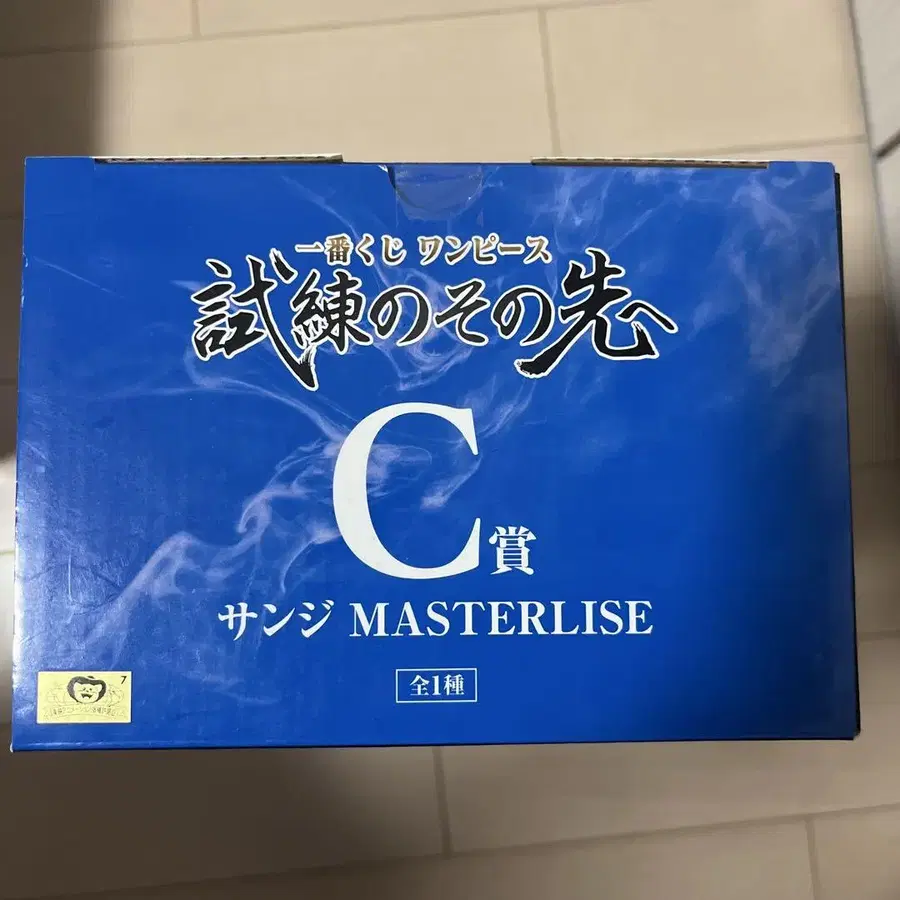 一番くじ ワンピース
試練のその先へ
C賞
サンジ MASTERLISE
全1種
7